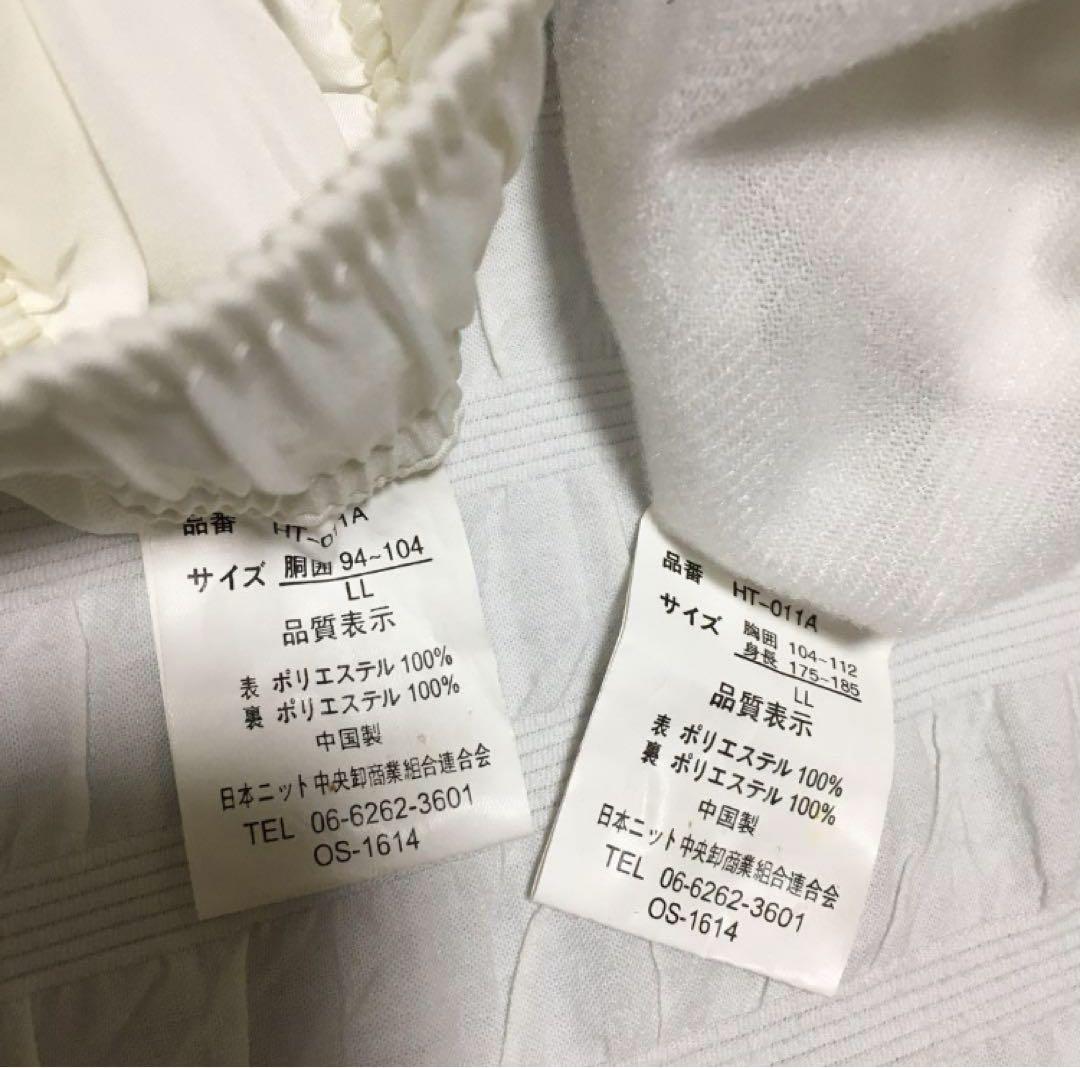 品番 HT-011A
サイズ 胴囲 94~104
LL
品質表示
表 ポリエステル 100%
裏 ポリエステル 100%
中国製
日本ニット中央卸商業組合連合会
TEL 06-6262-3601
OS-1614
品番 HT-011A
サイズ 胸囲 104~112
身長 175~185
LL
品質表示
表 ポリエステル 100%
裏 ポリエステル 100%
中国製
日本ニット中央卸商業組合連合会
TEL 06-6262-3601
OS-1614